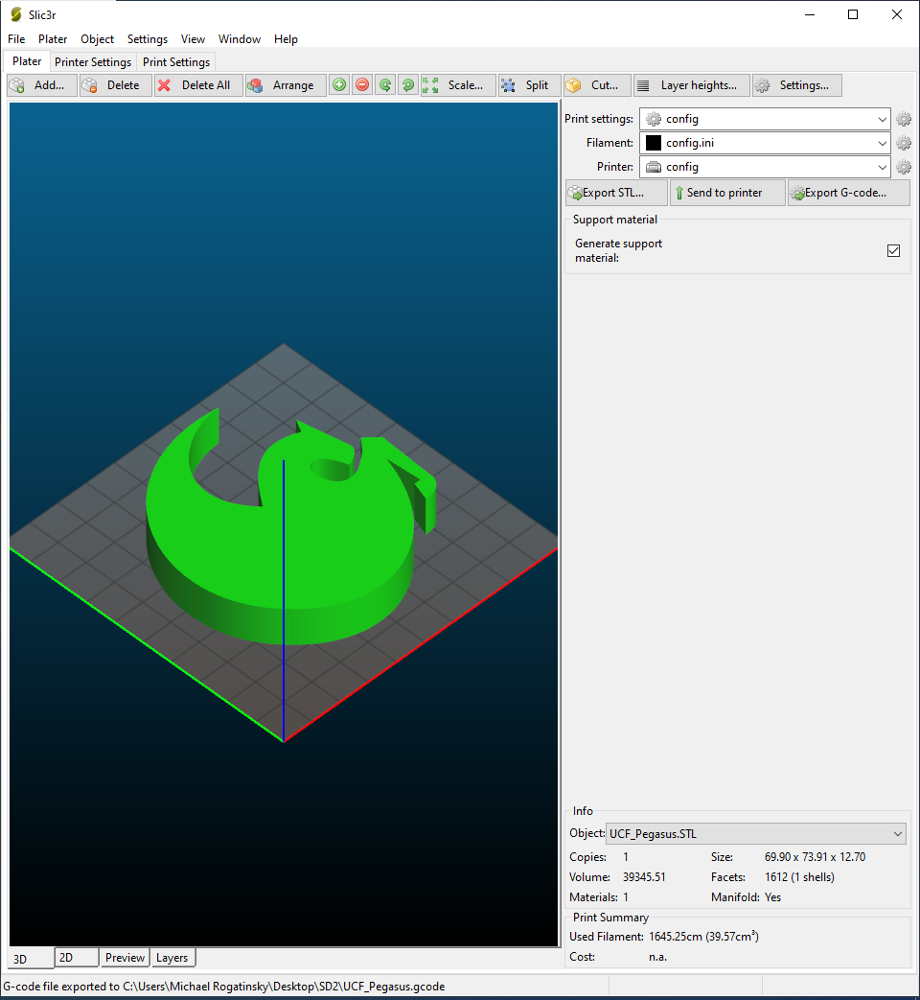 Slic3r
File Plater Object Settings View Window Help
Plater Printer Settings Print Settings
Add... Delete Delete All Arrange Scale... Split Cut... Layer heights... Settings...
Print settings: config
Filament: config.ini
Printer: config
Export STL... Send to printer Export G-code...
Support material
Generate support
material:
Info
Object: UCF_Pegasus.STL
Copies: 1 Size: 69.90 x 73.91 x 12.70
Volume: 39345.51 Facets: 1612 (1 shells)
Materials: 1 Manifold: Yes
Print Summary
Used Filament: 1645.25cm (39.57cm³)
Cost: n.a.
3D 2D Preview Layers
G-code file exported to C:\Users\Michael Rogatinsky\Desktop\SD2\UCF_Pegasus.gcode